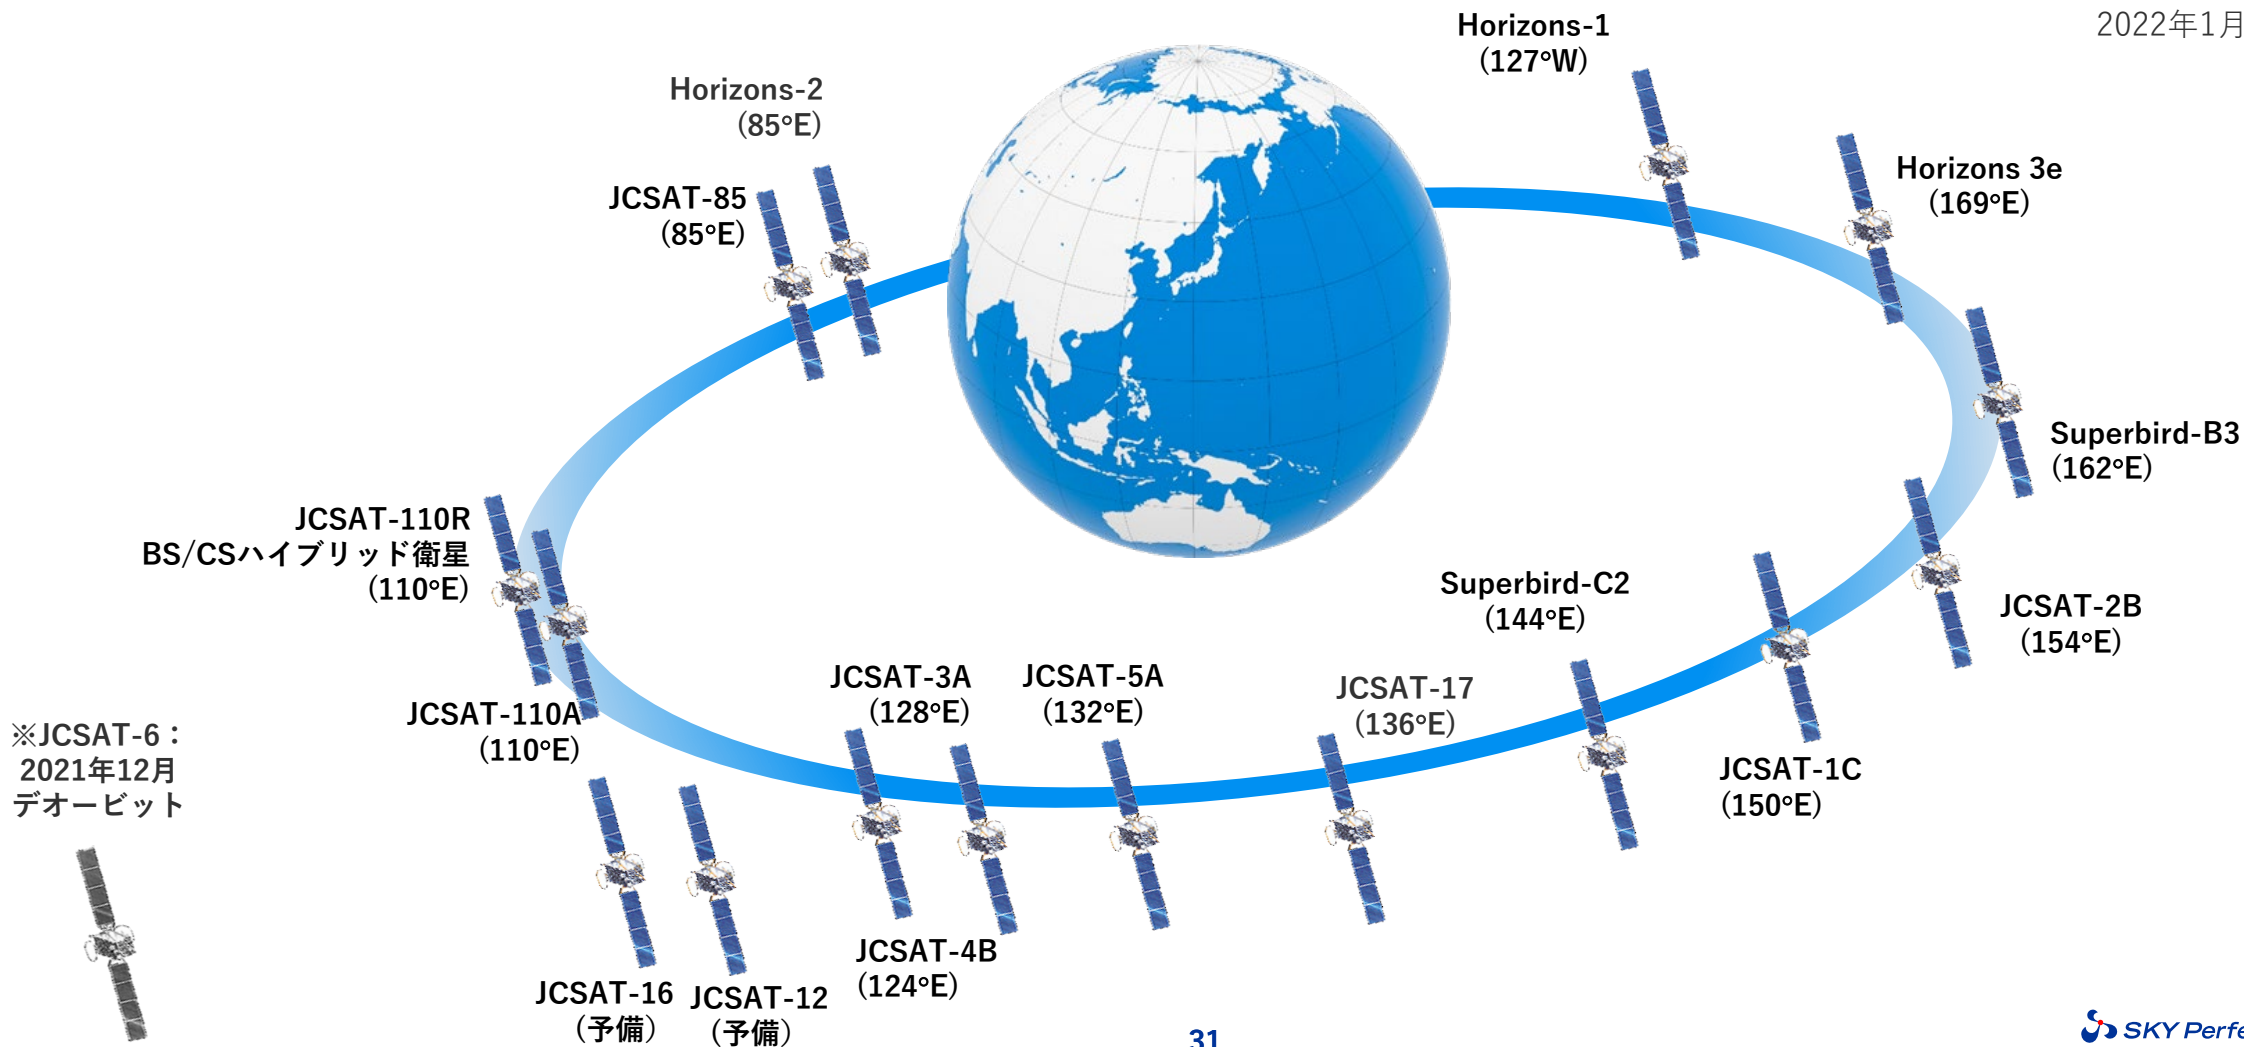 2022年1月
Horizons-1
(127°W)
Horizons-2
(85°E)
Horizons 3e
(169°E)
JCSAT-85
(85°E)
Superbird-B3
(162°E)
JCSAT-110R
BS/CSハイブリッド衛星
(110°E)
Superbird-C2
(144°E)
JCSAT-2B
(154°E)
JCSAT-3A
(128°E)
JCSAT-5A
(132°E)
JCSAT-17
(136°E)
JCSAT-110A
(110°E)
※JCSAT-6：
2021年12月
デオービット
JCSAT-1C
(150°E)
JCSAT-4B
(124°E)
JCSAT-16
(予備)
JCSAT-12
(予備)
31
SKY